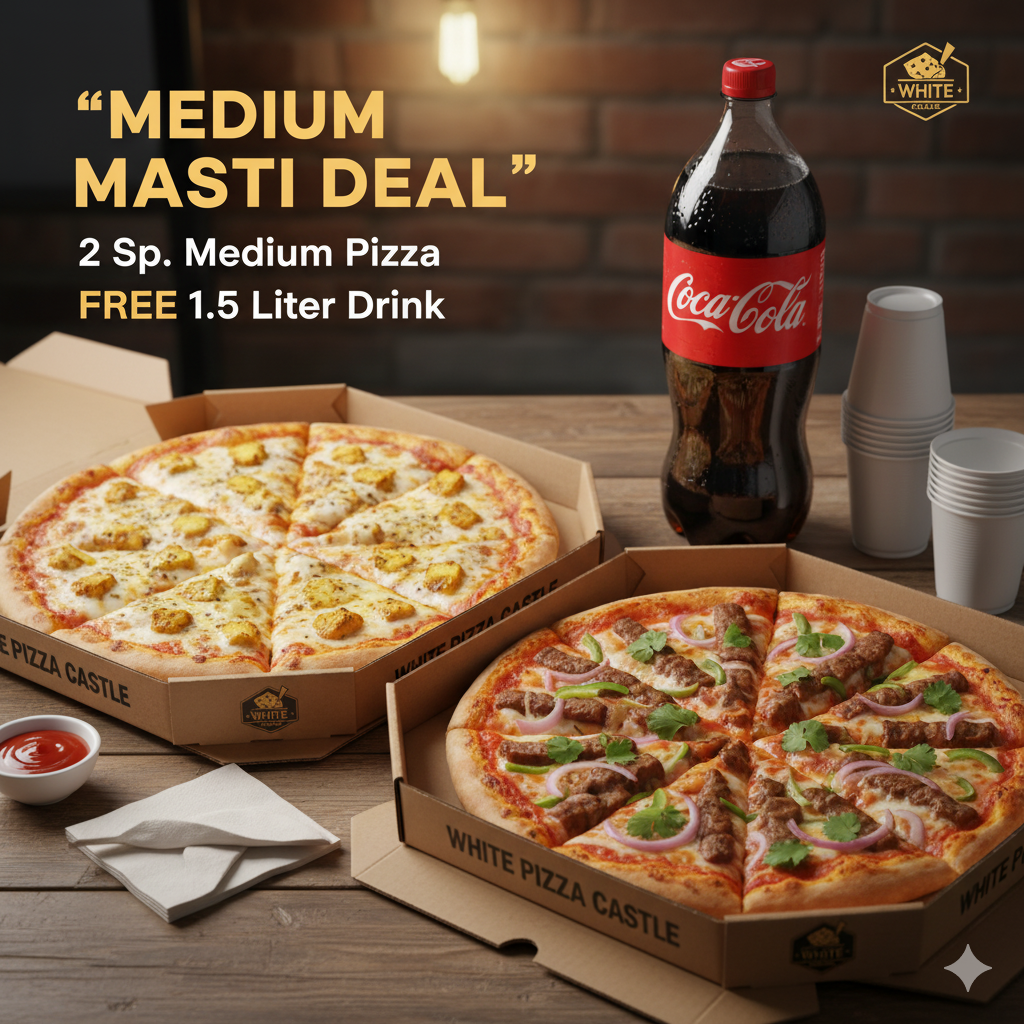 “MEDIUM
MASTI DEAL”
2 Sp. Medium Pizza
FREE 1.5 Liter Drink
WHITE
Coca-Cola
E PIZZA CASTLE
WHITE PIZZA CASTLE
WHITE
WHITE PIZZA CASTLE
WHITE P
WHITE